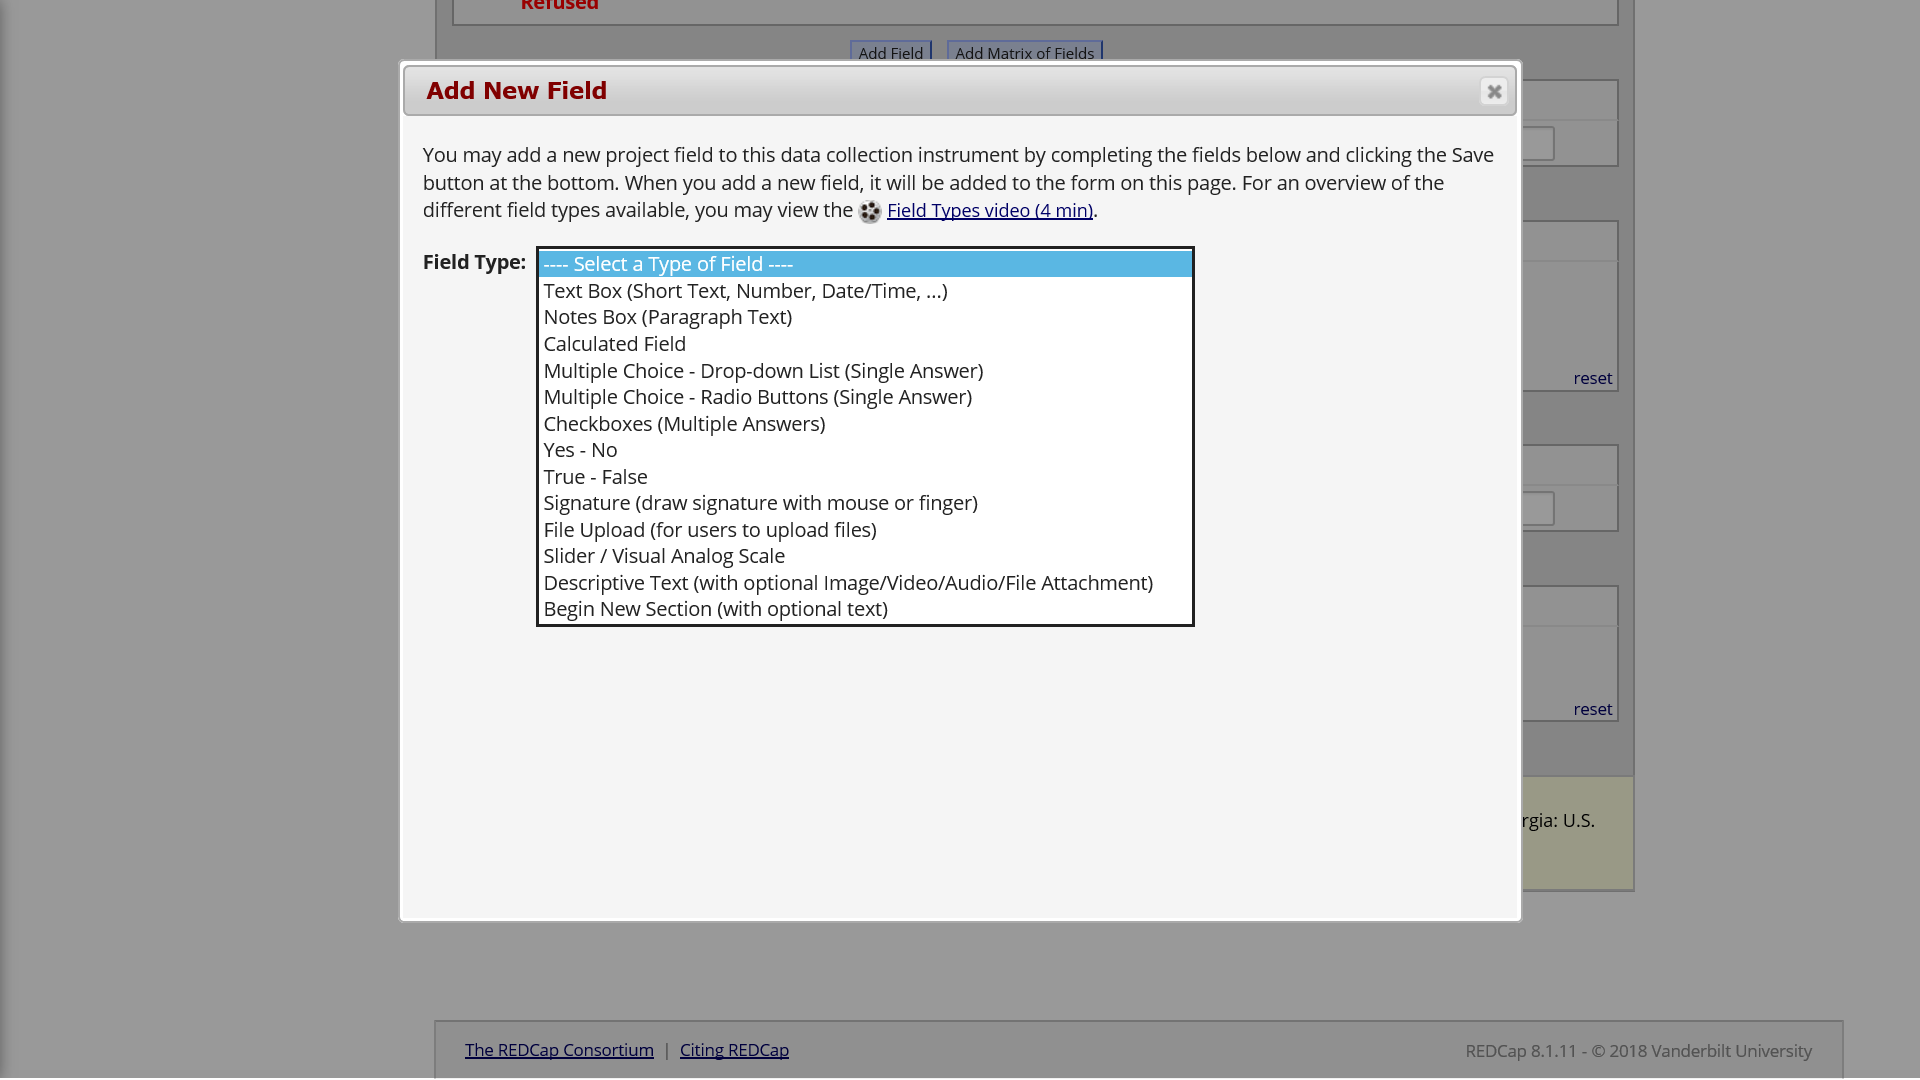 Refused
Add Field Add Matrix of Fields
Add New Field
You may add a new project field to this data collection instrument by completing the fields below and clicking the Save
button at the bottom. When you add a new field, it will be added to the form on this page. For an overview of the
different field types available, you may view the Field Types video (4 min).
Field Type:
---- Select a Type of Field ----
Text Box (Short Text, Number, Date/Time, ...)
Notes Box (Paragraph Text)
Calculated Field
Multiple Choice - Drop-down List (Single Answer)
Multiple Choice - Radio Buttons (Single Answer)
Checkboxes (Multiple Answers)
Yes - No
True - False
Signature (draw signature with mouse or finger)
File Upload (for users to upload files)
Slider / Visual Analog Scale
Descriptive Text (with optional Image/Video/Audio/File Attachment)
Begin New Section (with optional text)
reset
reset
rgia: U.S.
The REDCap Consortium | Citing REDCap
REDCap 8.1.11 - © 2018 Vanderbilt University